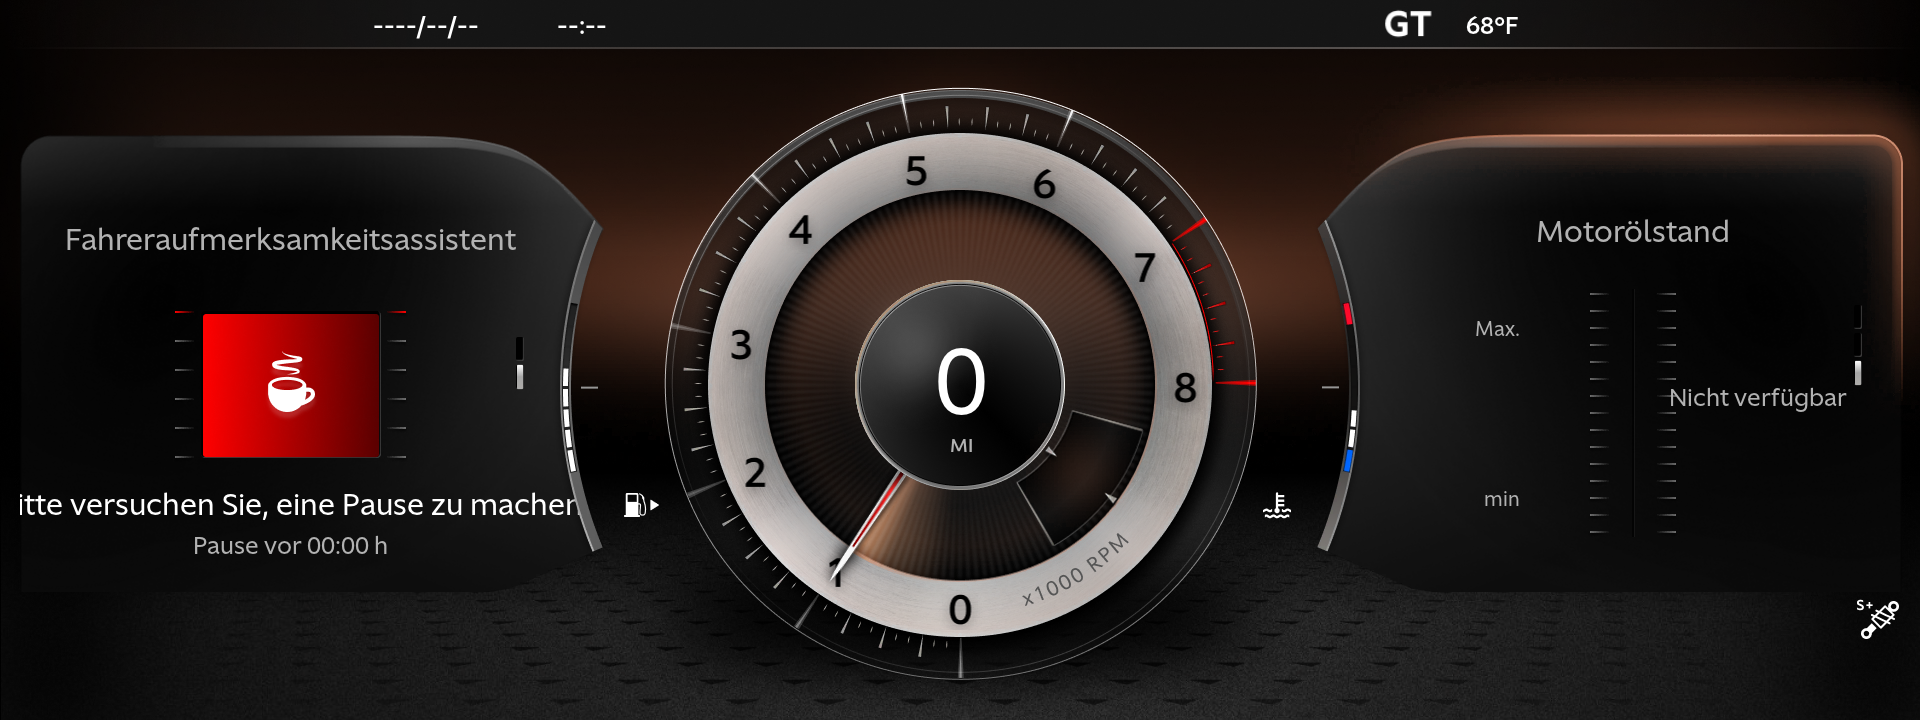 ----/--/--
--:--
GT
68°F
Fahreraufmerksamkeitsassistent
itte versuchen Sie, eine Pause zu machen
Pause vor 00:00 h
5
6
4
7
3
8
2
1
0
x1000 RPM
0
MI
Motorölstand
Max.
Nicht verfügbar
min
S+